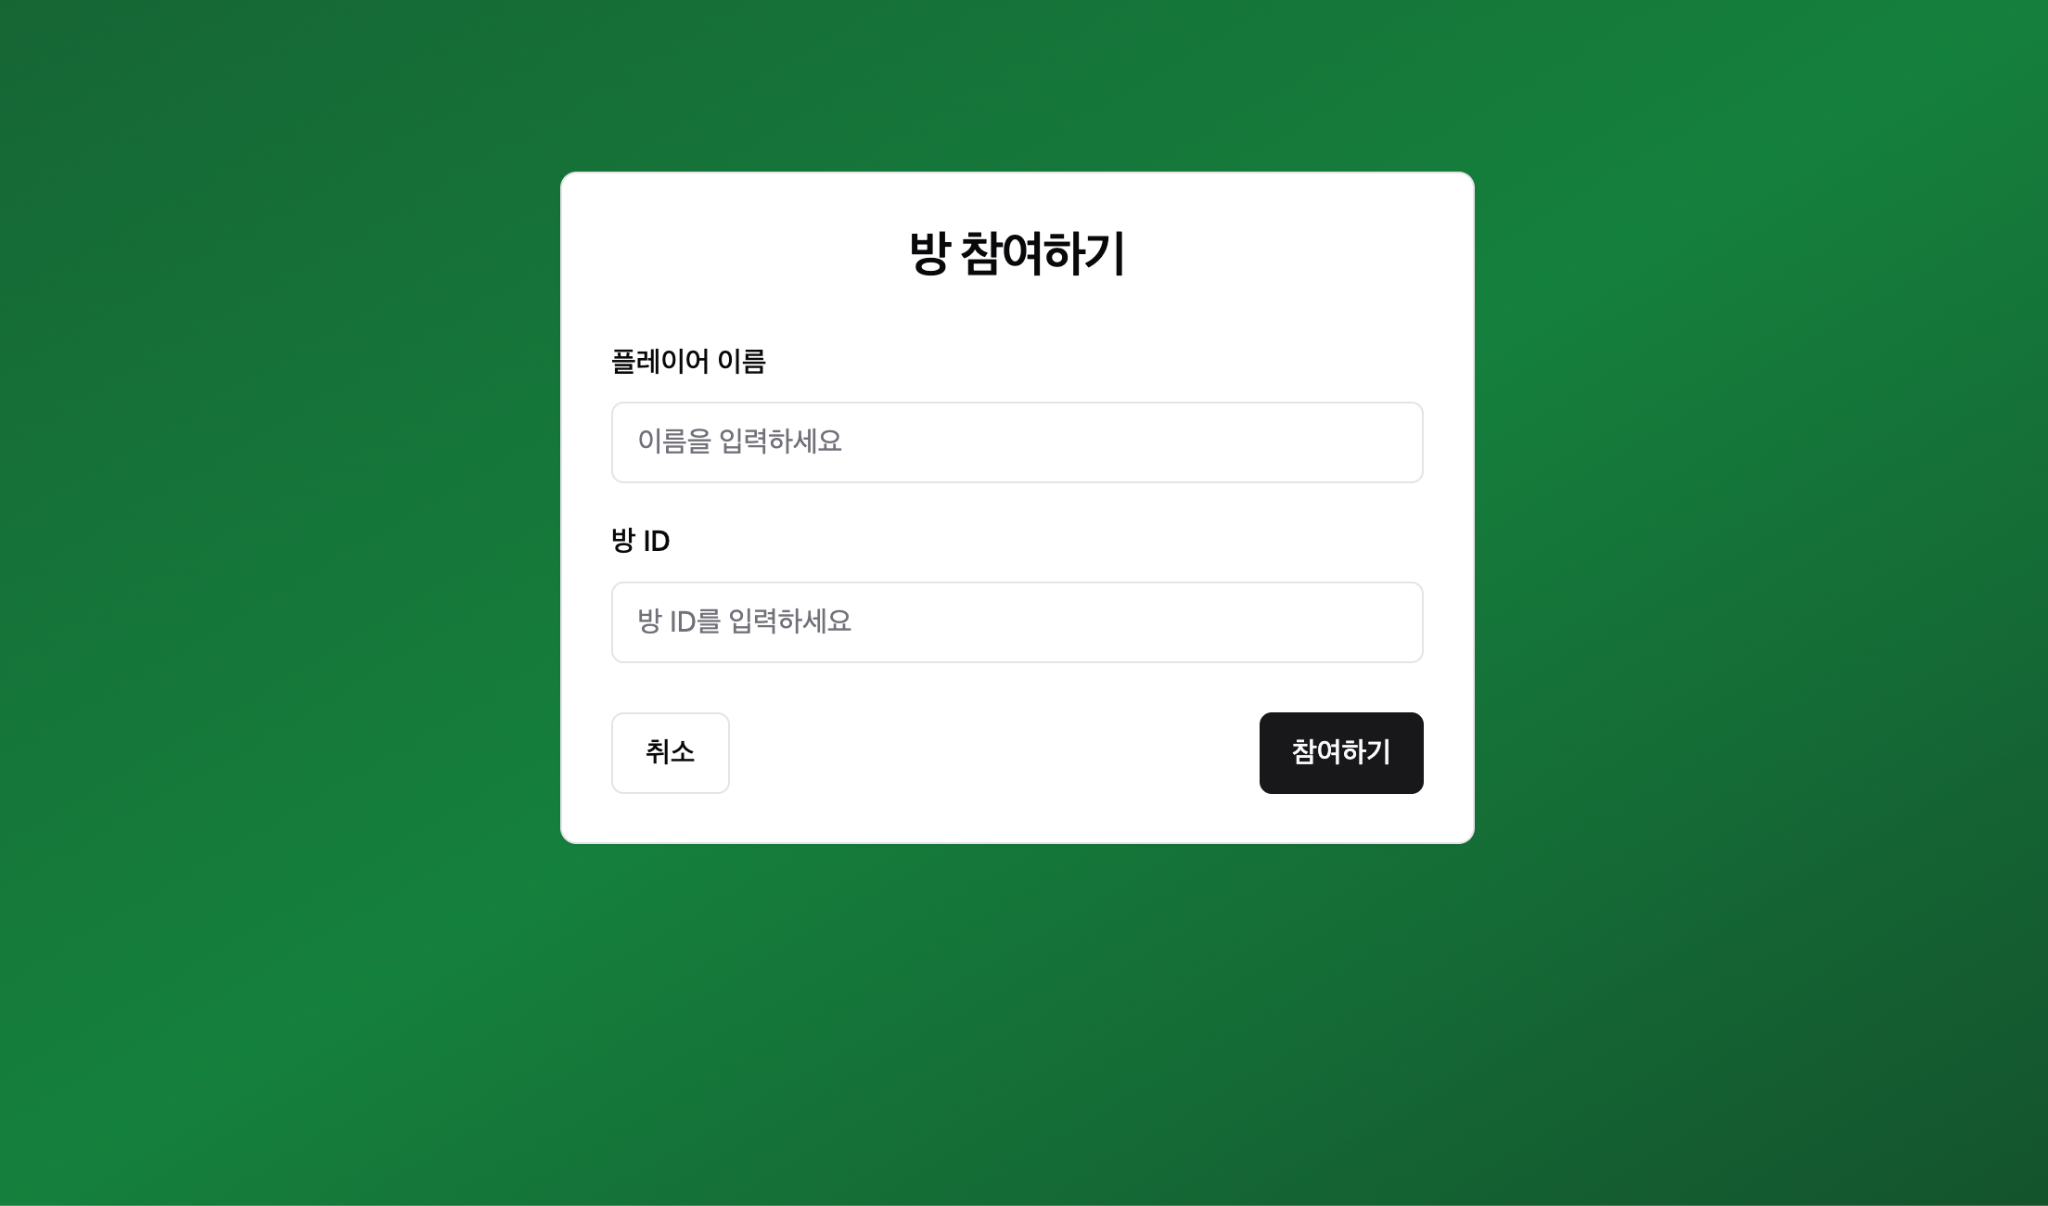 방 참여하기
플레이어 이름
이름을 입력하세요
방 ID
방 ID를 입력하세요
취소
참여하기